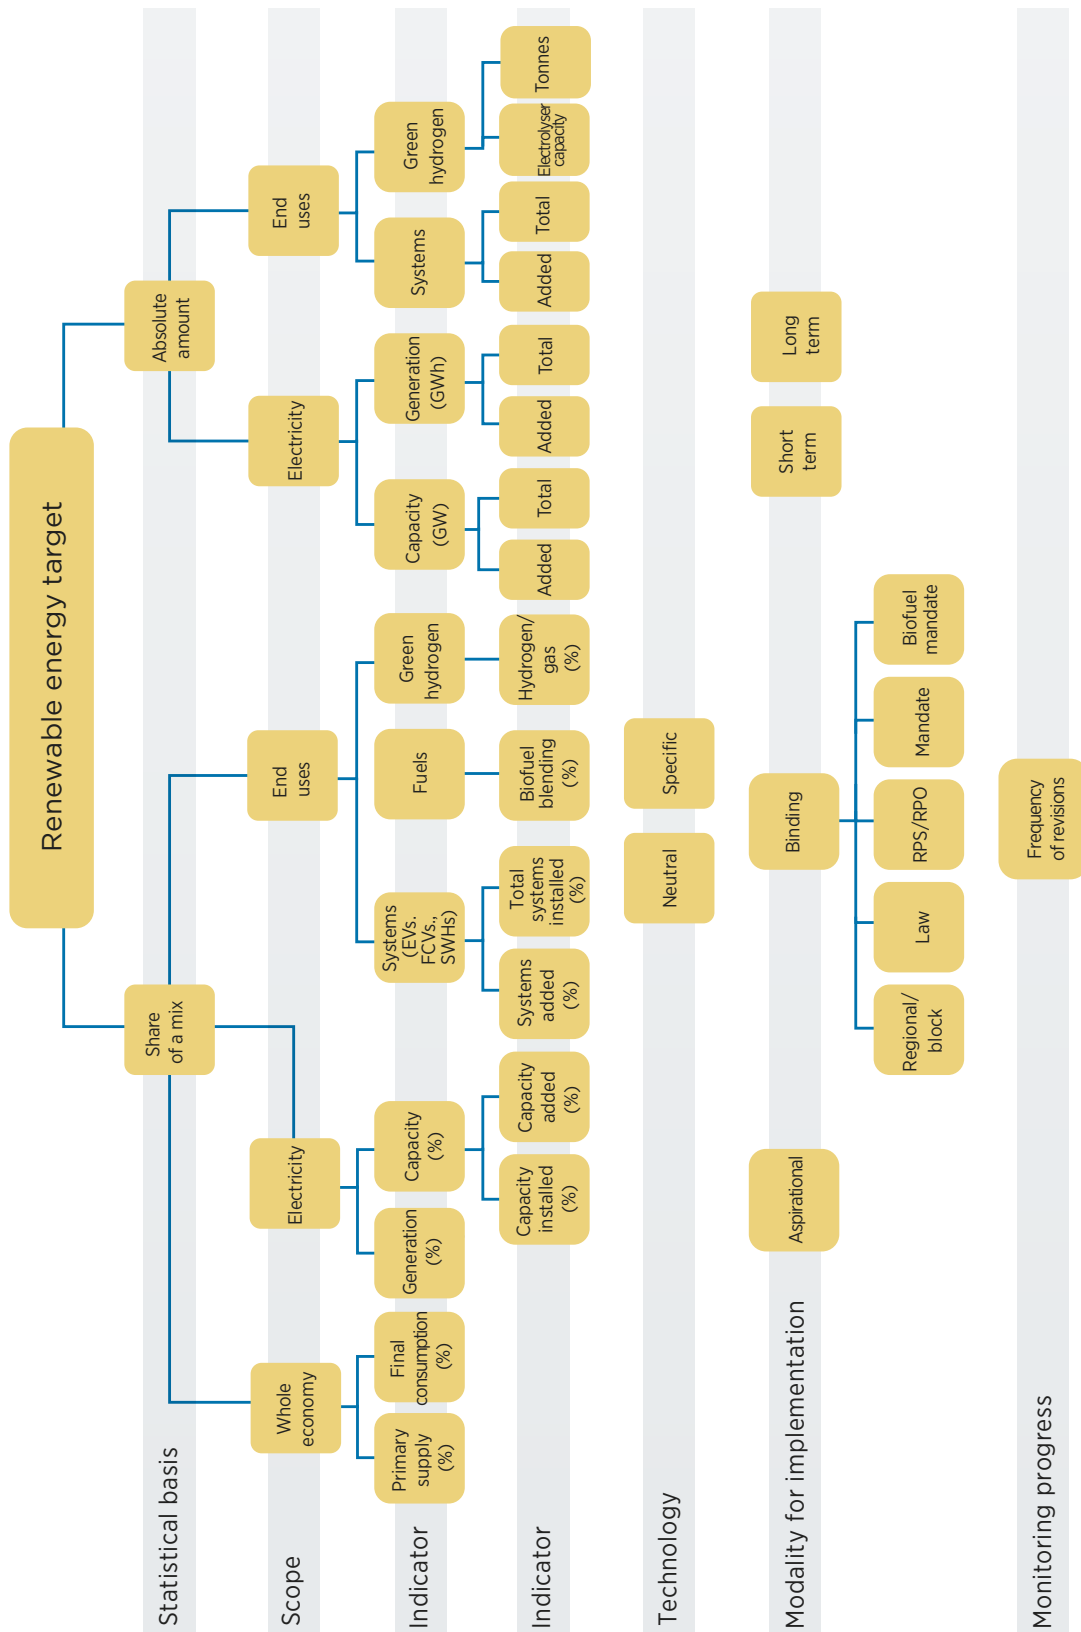 Renewable energy target
Statistical basis
Share
of a mix
Absolute
amount
Scope
Whole
economy
Electricity
End
uses
Electricity
End
uses
Indicator
Primary
supply
(%)
Final
consumption
(%)
Generation
(%)
Capacity
(%)
Systems
(EVs.
FCVs.,
SWHs)
Fuels
Green
hydrogen
Capacity
(GW)
Generation
(GWh)
Systems
Green
hydrogen
Indicator
Capacity
installed
(%)
Capacity
added
(%)
Systems
added
(%)
Total
systems
installed
(%)
Biofuel
blending
(%)
Hydrogen/
gas
(%)
Added
Total
Added
Total
Added
Total
Electrolyser
capacity
Tonnes
Technology
Neutral
Specific
Modality for implementation
Aspirational
Binding
Short
term
Long
term
Regional/
block
Law
RPS/RPO
Mandate
Biofuel
mandate
Monitoring progress
Frequency
of revisions